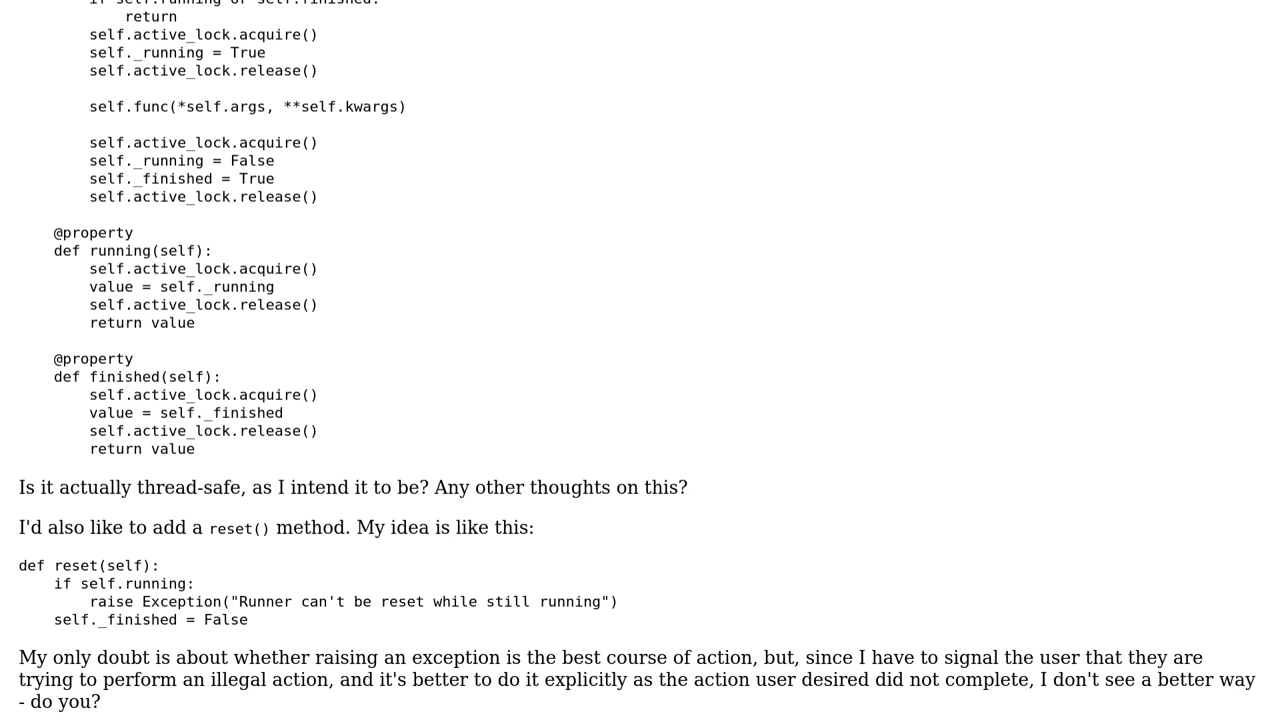 if self.running or self.finished:
            return
        self.active_lock.acquire()
        self._running = True
        self.active_lock.release()

        self.func(*self.args, **self.kwargs)

        self.active_lock.acquire()
        self._running = False
        self._finished = True
        self.active_lock.release()

    @property
    def running(self):
        self.active_lock.acquire()
        value = self._running
        self.active_lock.release()
        return value

    @property
    def finished(self):
        self.active_lock.acquire()
        value = self._finished
        self.active_lock.release()
        return value

Is it actually thread-safe, as I intend it to be? Any other thoughts on this?

I'd also like to add a reset() method. My idea is like this:

def reset(self):
    if self.running:
        raise Exception("Runner can't be reset while still running")
    self._finished = False

My only doubt is about whether raising an exception is the best course of action, but, since I have to signal the user that they are
trying to perform an illegal action, and it's better to do it explicitly as the action user desired did not complete, I don't see a better way
- do you?